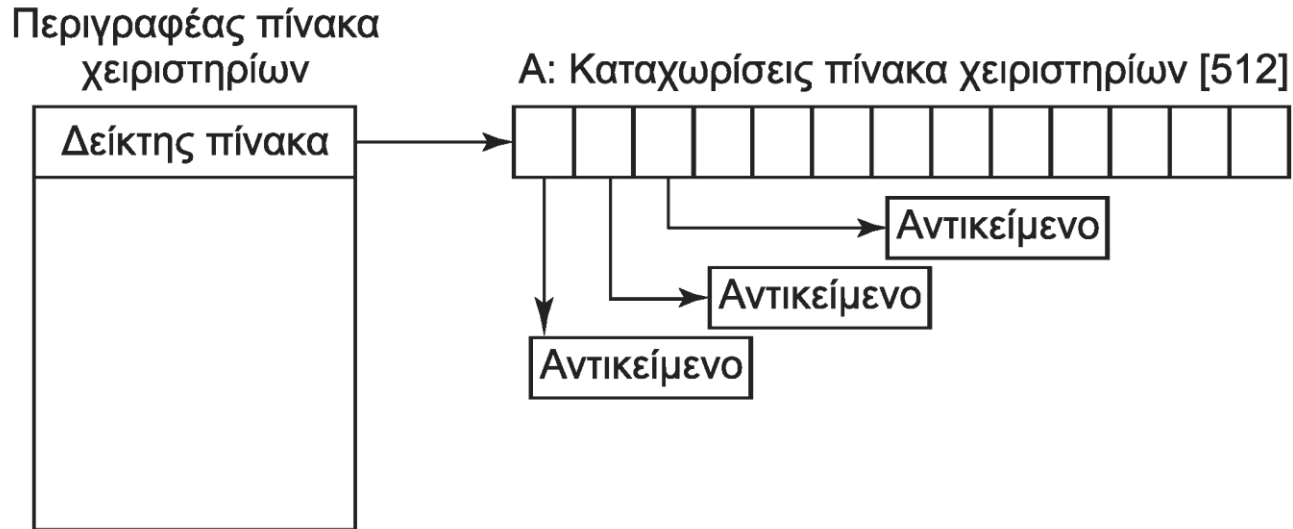 Περιγραφέας πίνακα
χειριστηρίων
Α: Καταχωρίσεις πίνακα χειριστηρίων [512]
Δείκτης πίνακα
Αντικείμενο
Αντικείμενο
Αντικείμενο